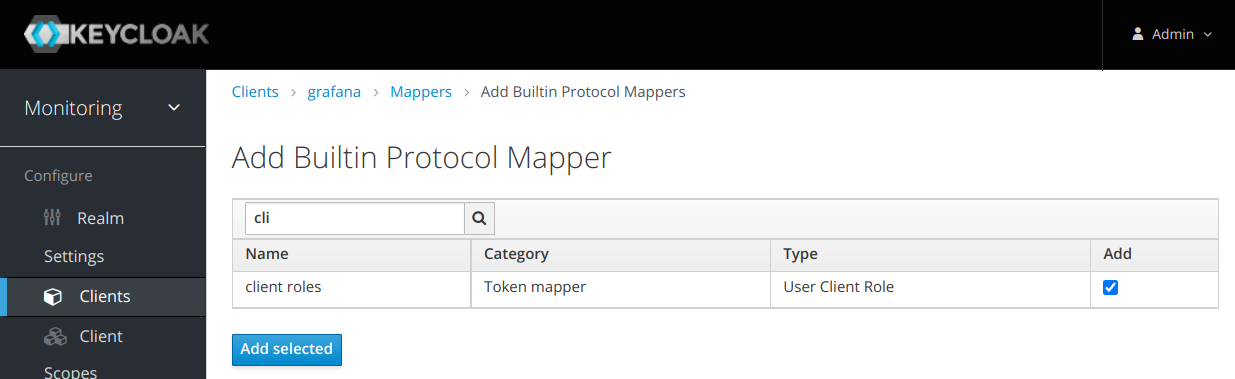 KEYCLOAK
Admin
Monitoring
Clients > grafana > Mappers > Add Builtin Protocol Mappers
Configure
Add Builtin Protocol Mapper
Realm
Settings
Clients
Client
Scopes
cli
Name Category Type Add
client roles Token mapper User Client Role
Add selected